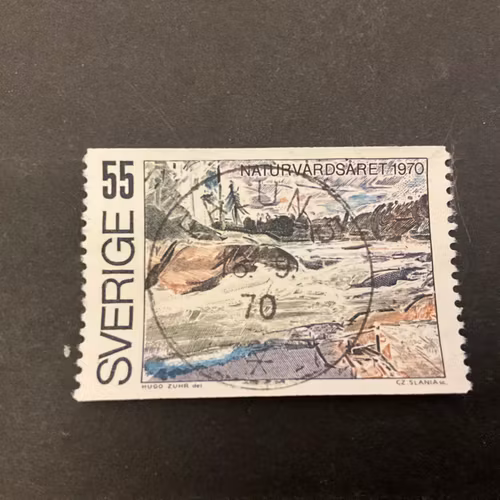 55
SVERIGE
NATURVÅRDSÅRET 1970
70
HUGO ZUHR del.
CZ. SLANIA sc.